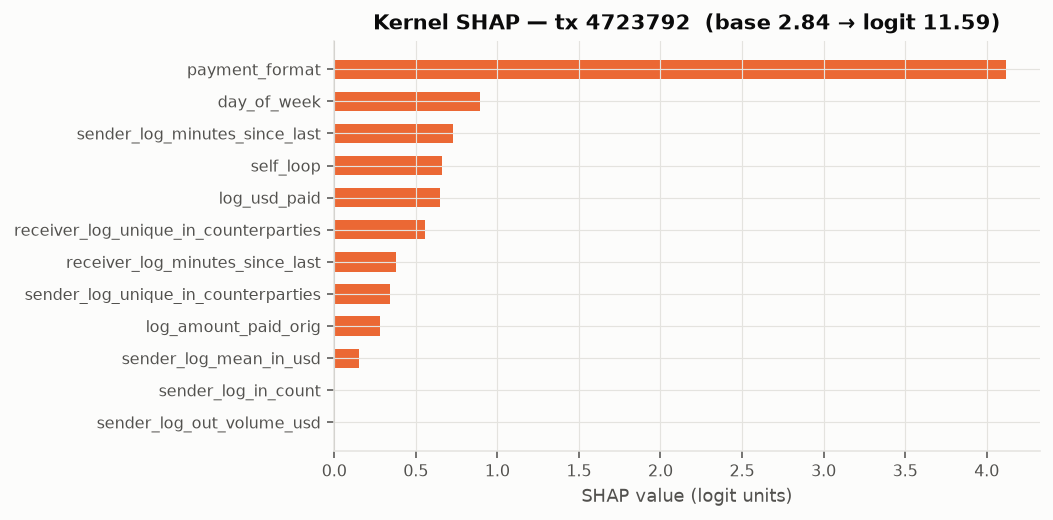 Kernel SHAP — tx 4723792  (base 2.84 → logit 11.59)
payment_format
day_of_week
sender_log_minutes_since_last
self_loop
log_usd_paid
receiver_log_unique_in_counterparties
receiver_log_minutes_since_last
sender_log_unique_in_counterparties
log_amount_paid_orig
sender_log_mean_in_usd
sender_log_in_count
sender_log_out_volume_usd
0.0 0.5 1.0 1.5 2.0 2.5 3.0 3.5 4.0
SHAP value (logit units)